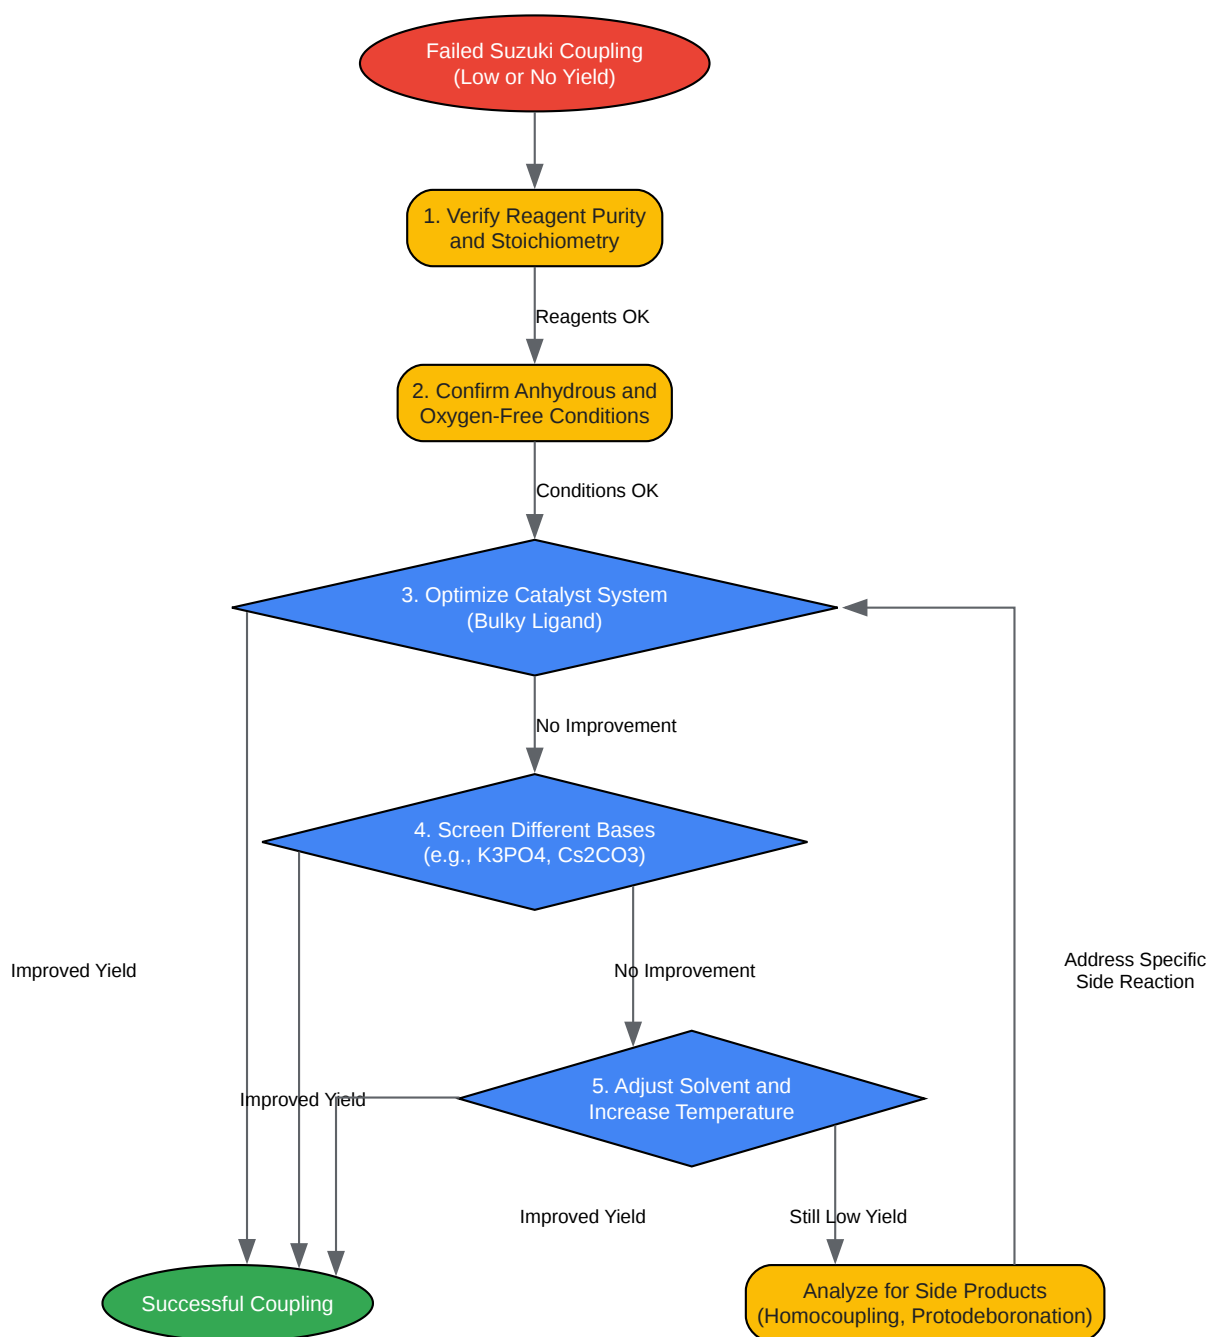 Failed Suzuki Coupling
(Low or No Yield)
1. Verify Reagent Purity
and Stoichiometry
Reagents OK
2. Confirm Anhydrous and
Oxygen-Free Conditions
Conditions OK
3. Optimize Catalyst System
(Bulky Ligand)
No Improvement
4. Screen Different Bases
(e.g., K3PO4, Cs2CO3)
Improved Yield
No Improvement
Address Specific
Side Reaction
5. Adjust Solvent and
Increase Temperature
Improved Yield
Improved Yield
Still Low Yield
Successful Coupling
Analyze for Side Products
(Homocoupling, Protodeboronation)